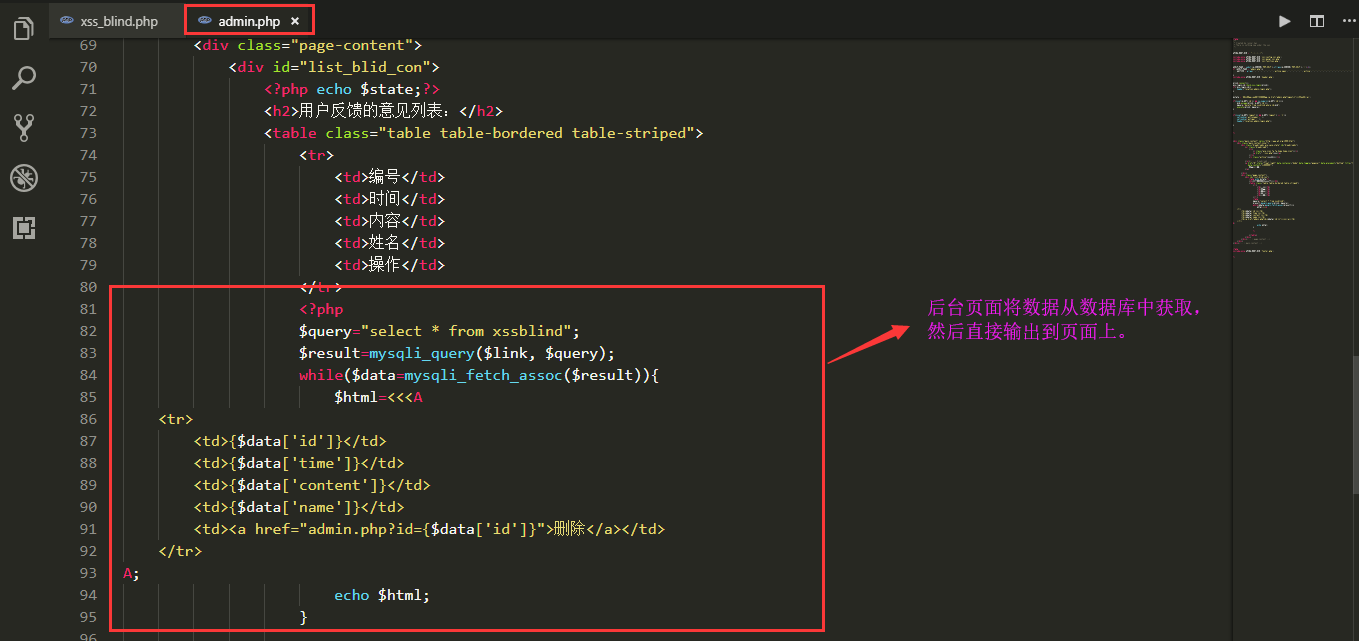 xss_blind.php admin.php ×
69 <div class="page-content">
70 <div id="list_blid_con">
71 <?php echo $state;?>
72 <h2>用户反馈的意见列表：</h2>
73 <table class="table table-bordered table-striped">
74 <tr>
75 <td>编号</td>
76 <td>时间</td>
77 <td>内容</td>
78 <td>姓名</td>
79 <td>操作</td>
80 </tr>
81 <?php
82 $query="select * from xssblind";
83 $result=mysqli_query($link, $query);
84 while($data=mysqli_fetch_assoc($result)){
85 $html=<<<A
86 <tr>
87 <td>{$data['id']}</td>
88 <td>{$data['time']}</td>
89 <td>{$data['content']}</td>
90 <td>{$data['name']}</td>
91 <td><a href="admin.php?id={$data['id']}">删除</a></td>
92 </tr>
93 A;
94 echo $html;
95 }
96
后台页面将数据从数据库中获取，
然后直接输出到页面上。